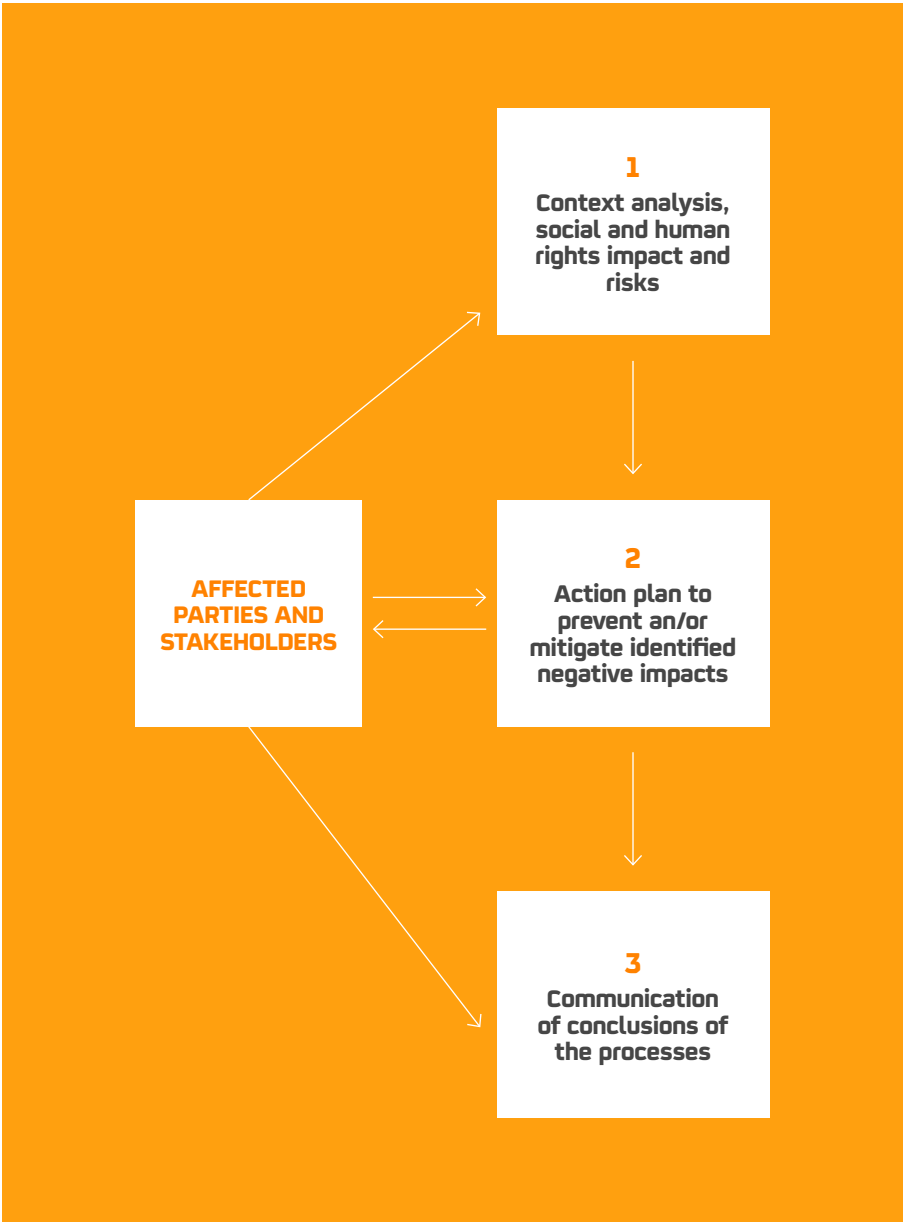 1
Context analysis,
social and human
rights impact and
risks
AFFECTED
PARTIES AND
STAKEHOLDERS
2
Action plan to
prevent an/or
mitigate identified
negative impacts
3
Communication
of conclusions of
the processes